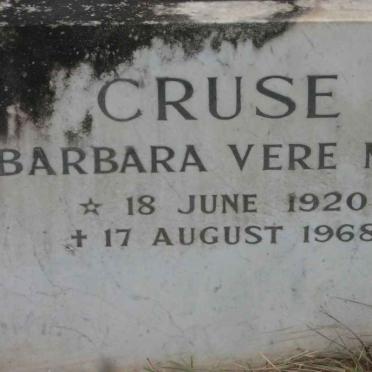 CRUSE
BARBARA VERE
☆ 18 JUNE 1920
✝ 17 AUGUST 1968